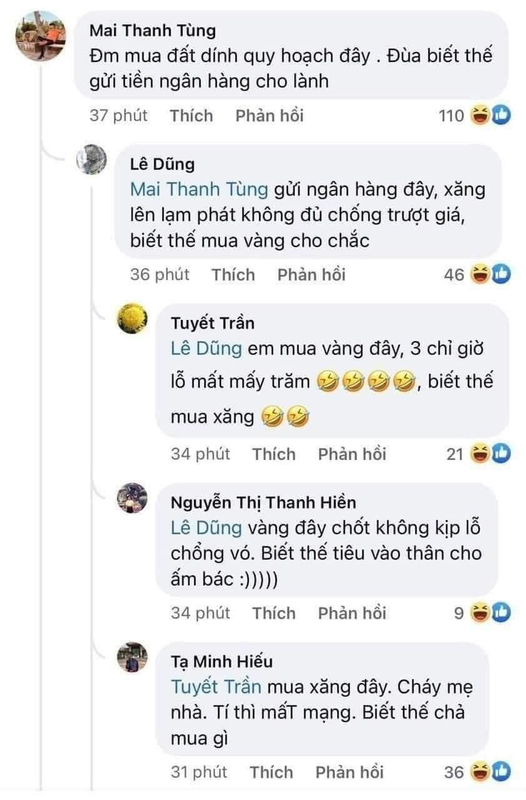 Mai Thanh Tùng
Đm mua đất dính quy hoạch đây . Đùa biết thế
gửi tiền ngân hàng cho lành
37 phút Thích Phản hồi 110
Lê Dũng
Mai Thanh Tùng gửi ngân hàng đây, xăng
lên lạm phát không đủ chống trượt giá,
biết thế mua vàng cho chắc
36 phút Thích Phản hồi 46
Tuyết Trần
Lê Dũng em mua vàng đây, 3 chỉ giờ
lỗ mất mấy trăm 🤣🤣🤣🤣, biết thế
mua xăng 🤣🤣
34 phút Thích Phản hồi 21
Nguyễn Thị Thanh Hiền
Lê Dũng vàng đây chốt không kịp lỗ
chổng vó. Biết thế tiêu vào thân cho
ấm bác :)))))
34 phút Thích Phản hồi 9
Tạ Minh Hiếu
Tuyết Trần mua xăng đây. Cháy mẹ
nhà. Tí thì mấT mạng. Biết thế chả
mua gì
31 phút Thích Phản hồi 36